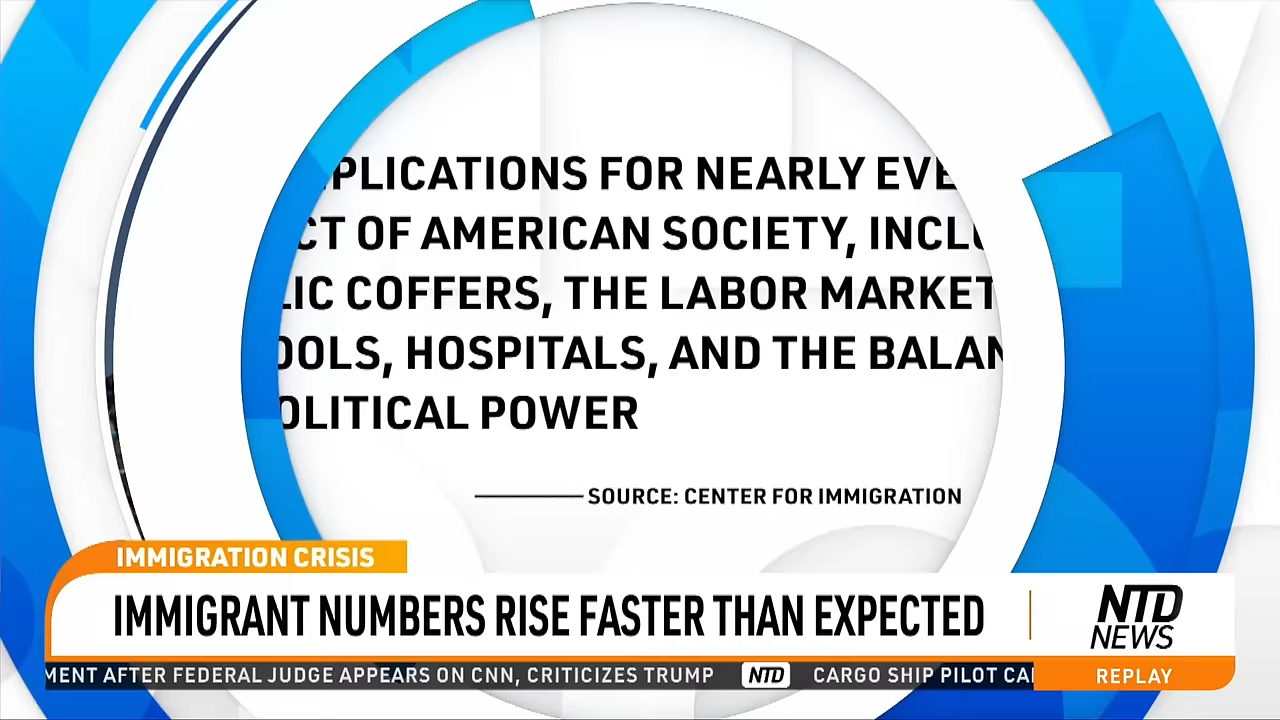 PLICATIONS FOR NEARLY EVE
CT OF AMERICAN SOCIETY, INCLU
LIC COFFERS, THE LABOR MARKET
OOLS, HOSPITALS, AND THE BALAN
OLITICAL POWER
SOURCE: CENTER FOR IMMIGRATION
IMMIGRATION CRISIS
IMMIGRANT NUMBERS RISE FASTER THAN EXPECTED
NTD
NEWS
MENT AFTER FEDERAL JUDGE APPEARS ON CNN, CRITICIZES TRUMP NTD CARGO SHIP PILOT CA
REPLAY